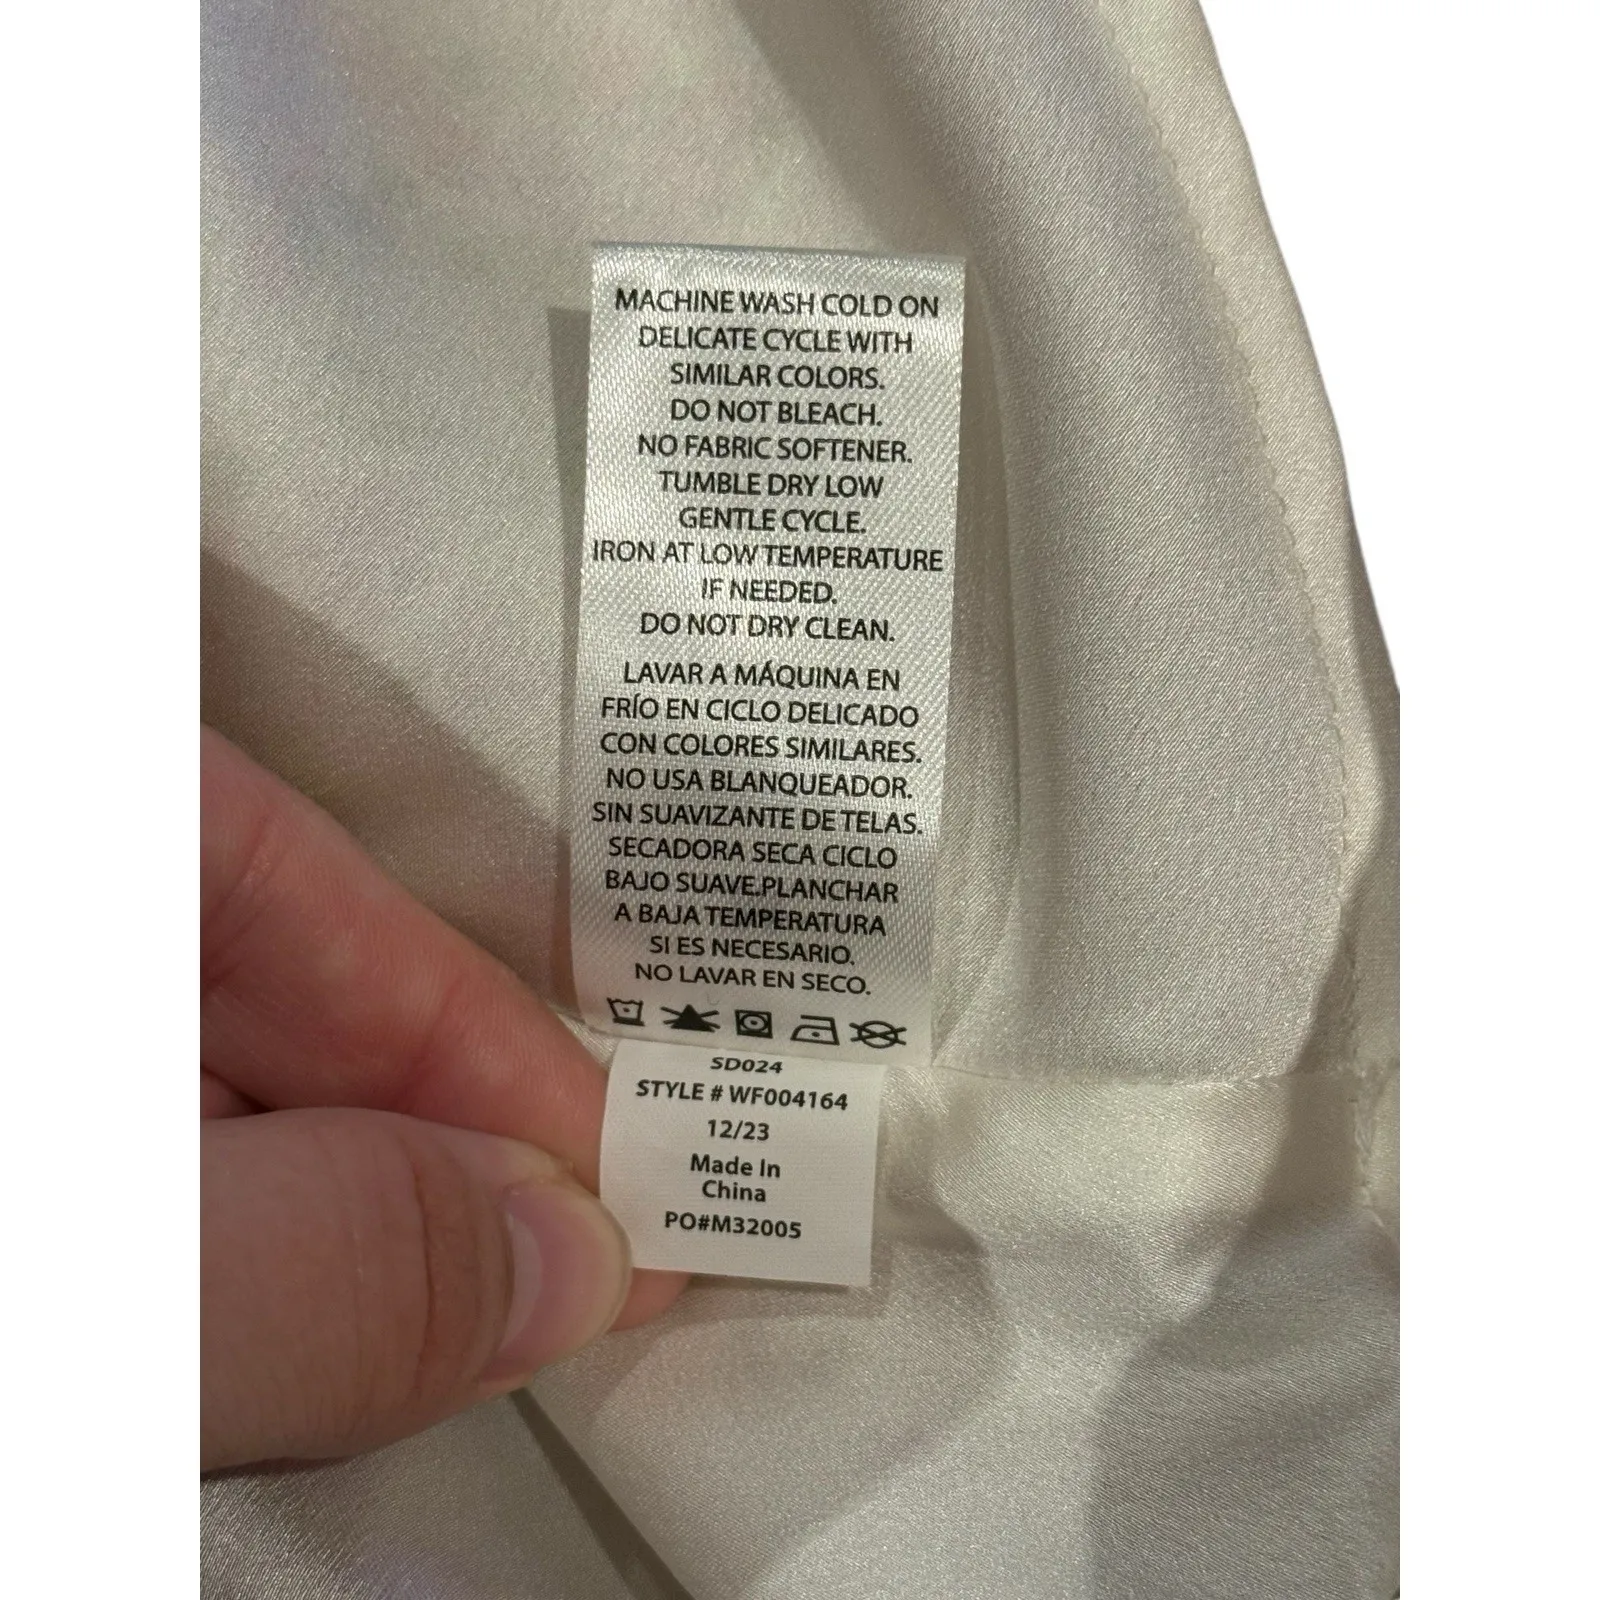 MACHINE WASH COLD ON
DELICATE CYCLE WITH
SIMILAR COLORS.
DO NOT BLEACH.
NO FABRIC SOFTENER.
TUMBLE DRY LOW
GENTLE CYCLE.
IRON AT LOW TEMPERATURE
IF NEEDED.
DO NOT DRY CLEAN.
LAVAR A MÁQUINA EN
FRÍO EN CICLO DELICADO
CON COLORES SIMILARES.
NO USA BLANQUEADOR.
SIN SUAVIZANTE DE TELAS.
SECADORA SECA CICLO
BAJO SUAVE.PLANCHAR
A BAJA TEMPERATURA
SI ES NECESARIO.
NO LAVAR EN SECO.
SD024
STYLE # WF004164
12/23
Made In
China
PO#M32005